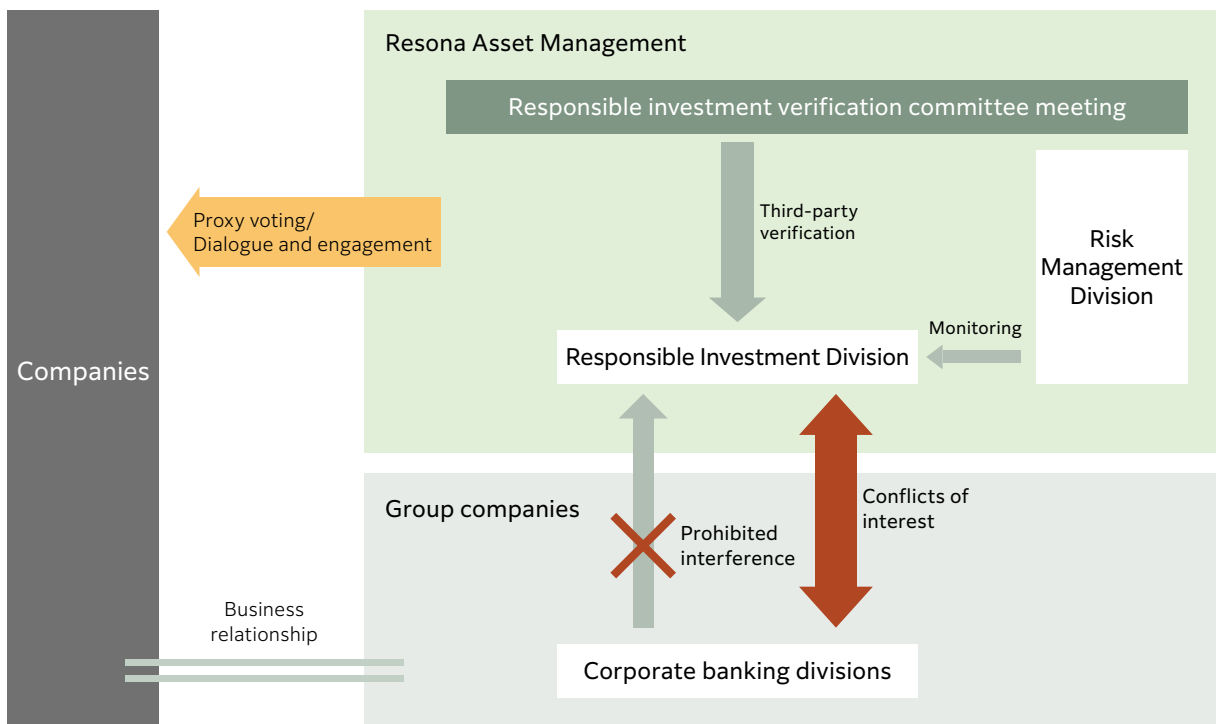 Resona Asset Management
Responsible investment verification committee meeting
Third-party
verification
Proxy voting/
Dialogue and engagement
Risk
Management
Division
Monitoring
Responsible Investment Division
Companies
Conflicts of
interest
Group companies
Prohibited
interference
Business
relationship
Corporate banking divisions